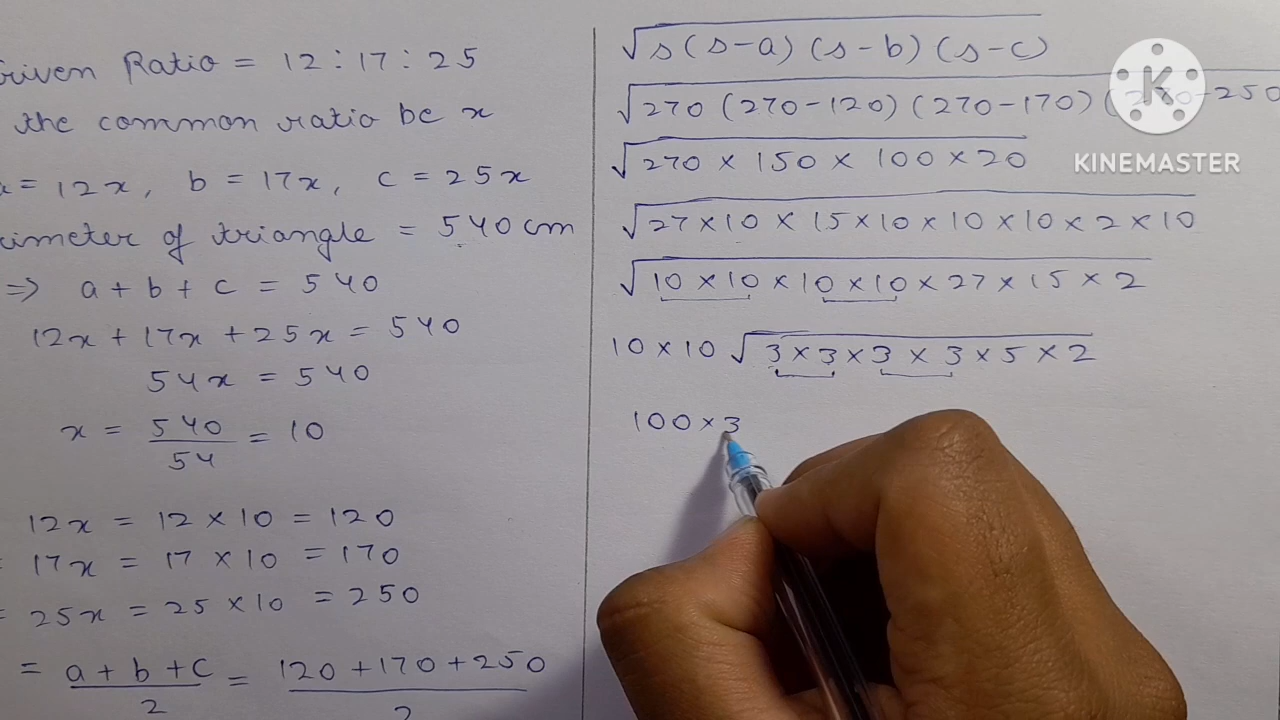 Given Ratio = 12 : 17 : 25
the common ratio be x
a = 12x, b = 17x, c = 25x
rimeter of triangle = 540 cm
⇒ a + b + c = 540
12x + 17x + 25x = 540
54x = 540
x = 540/54 = 10
12x = 12 × 10 = 120
= 17x = 17 × 10 = 170
= 25x = 25 × 10 = 250
= a + b + c/2 = 120 + 170 + 250/2
√s(s-a)(s-b)(s-c)
√270 (270-120) (270-170) (270-250
√270 × 150 × 100 × 20
√27 × 10 × 15 × 10 × 10 × 10 × 2 × 10
√10 × 10 × 10 × 10 × 27 × 15 × 2
10 × 10 √3 × 3 × 3 × 3 × 5 × 2
100 × 3
K
KINEMASTER